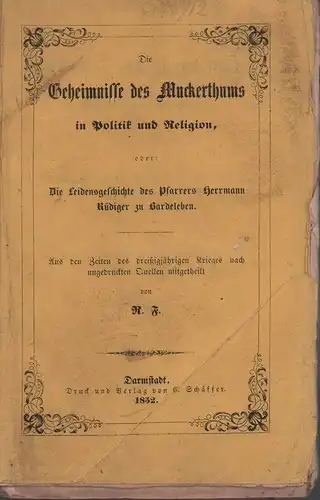 Die
Geheimnisse des Muckerthums
in Politik und Religion,
oder:
Die Leidensgeschichte des Pfarrers Herrmann
Rüdiger zu Bardeleben.
Aus den Zeiten des dreißigjährigen Krieges nach
ungedruckten Quellen mitgetheilt
von
R. F.
Darmstadt,
Druck und Verlag von C. Schäffer.
1852.